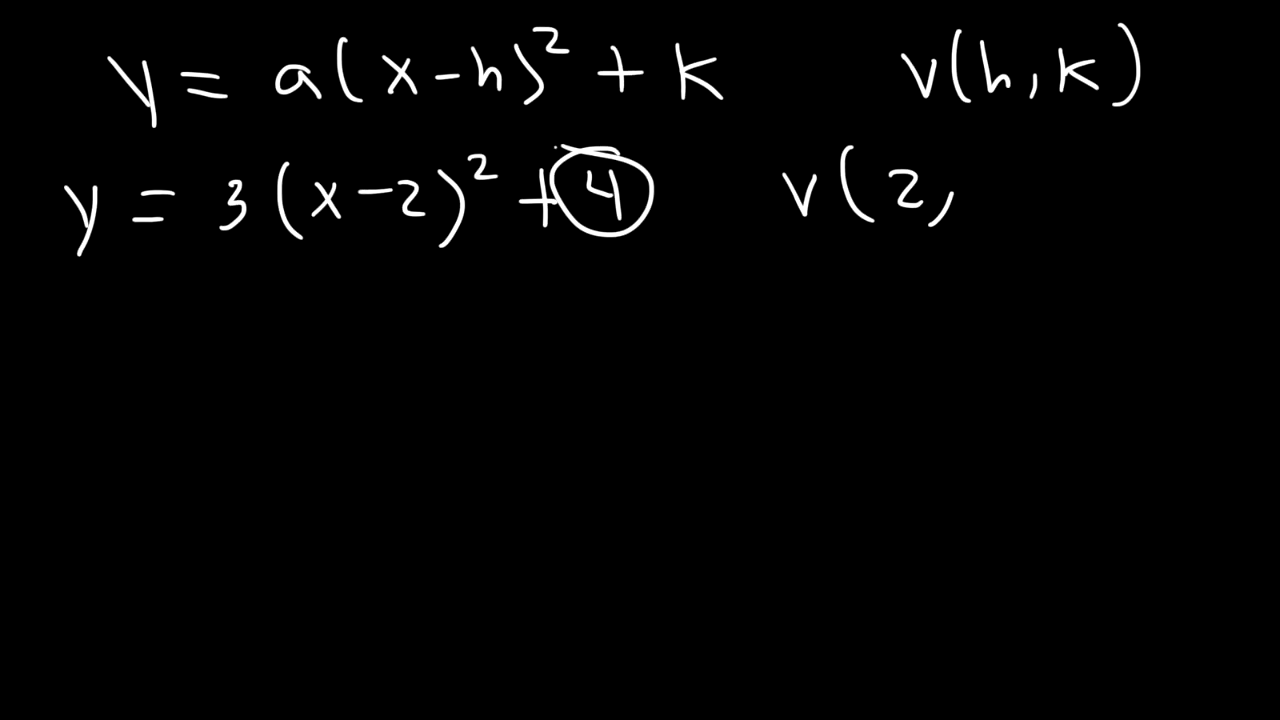 y = a(x-h)² + k v(h, k)
y = 3(x-2)² + 4 v(2,